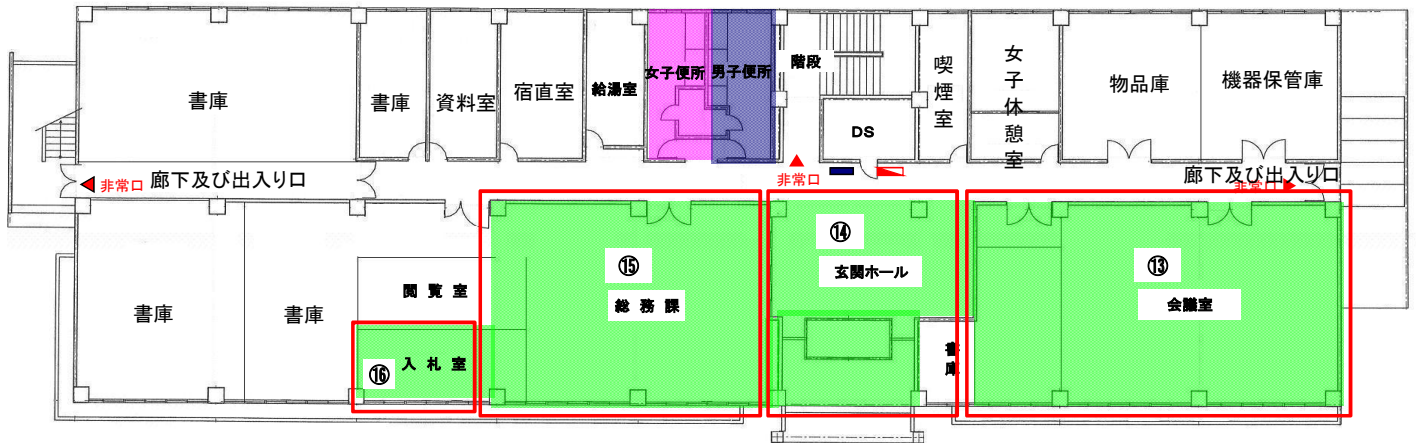 書庫
書庫
資料室
宿直室
給湯室
女子便所
男子便所
階段
DS
喫煙室
女子休憩室
物品庫
機器保管庫
非常口
廊下及び出入り口
非常口
廊下及び出入り口
非常口
書庫
書庫
閲覧室
⑯
入札室
⑮
総務課
⑭
玄関ホール
書庫
⑬
会議室